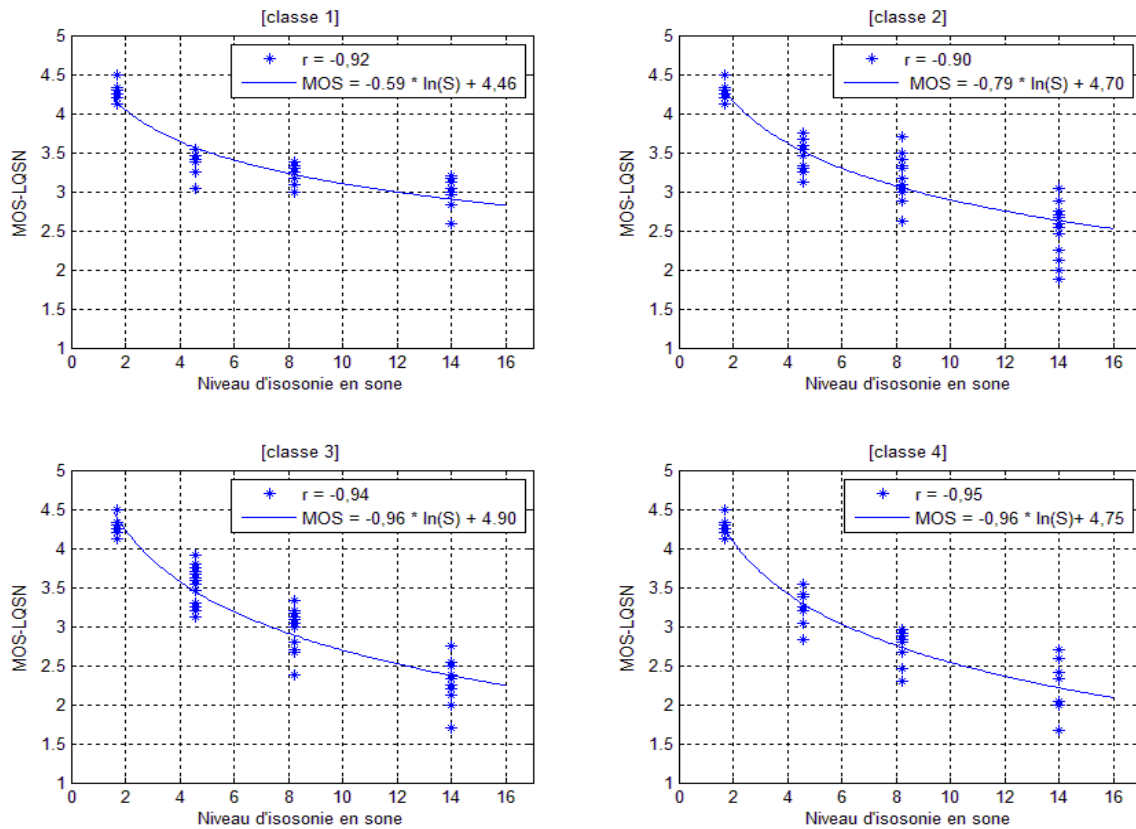 [classe 1]
r = -0,92
MOS = -0.59 * ln(S) + 4,46
MOS-LQSN
5
4.5
4
3.5
3
2.5
2
1.5
1
0 2 4 6 8 10 12 14 16
Niveau d'isosonie en sone
[classe 2]
r = -0.90
MOS = -0,79 * ln(S) + 4,70
MOS-LQSN
5
4.5
4
3.5
3
2.5
2
1.5
1
0 2 4 6 8 10 12 14 16
Niveau d'isosonie en sone
[classe 3]
r = -0,94
MOS = -0,96 * ln(S) + 4.90
MOS-LQSN
5
4.5
4
3.5
3
2.5
2
1.5
1
0 2 4 6 8 10 12 14 16
Niveau d'isosonie en sone
[classe 4]
r = -0,95
MOS = -0,96 * ln(S)+ 4,75
MOS-LQSN
5
4.5
4
3.5
3
2.5
2
1.5
1
0 2 4 6 8 10 12 14 16
Niveau d'isosonie en sone